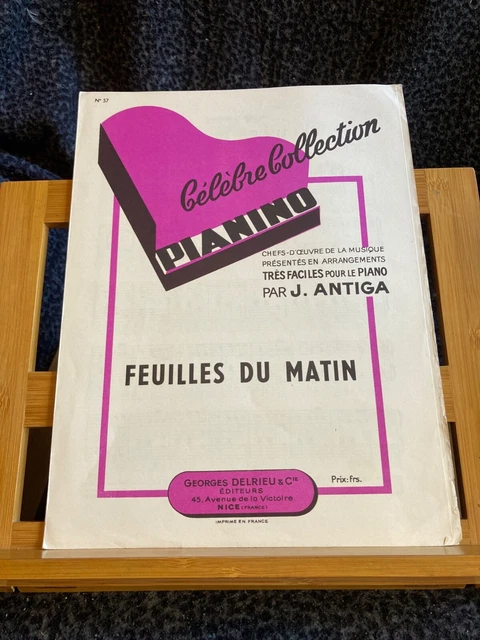 N° 37
Célèbre Collection
PIANINO
CHEFS-D'ŒUVRE DE LA MUSIQUE
PRÉSENTÉS EN ARRANGEMENTS
TRÈS FACILES POUR LE PIANO
PAR J. ANTIGA
FEUILLES DU MATIN
GEORGES DELRIEU & Cie
ÉDITEURS
45, Avenue de la Victoire
NICE (FRANCE)
Prix: frs.
IMPRIMÉ EN FRANCE